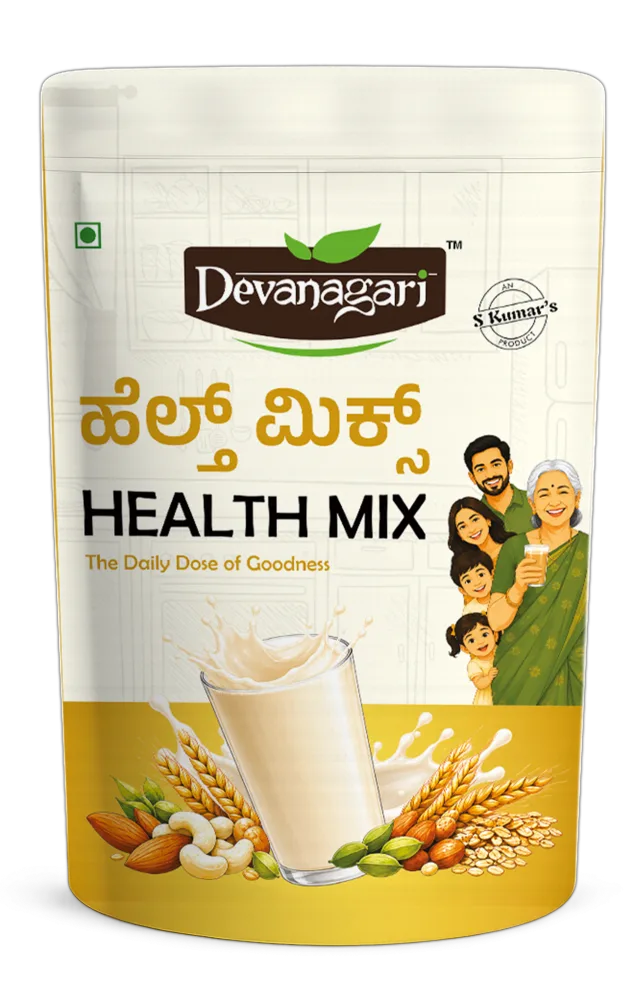 Devanagari
TM
AN
S Kumar's
PRODUCT
ಹೆಲ್ತ್ ಮಿಕ್ಸ್
HEALTH MIX
The Daily Dose of Goodness